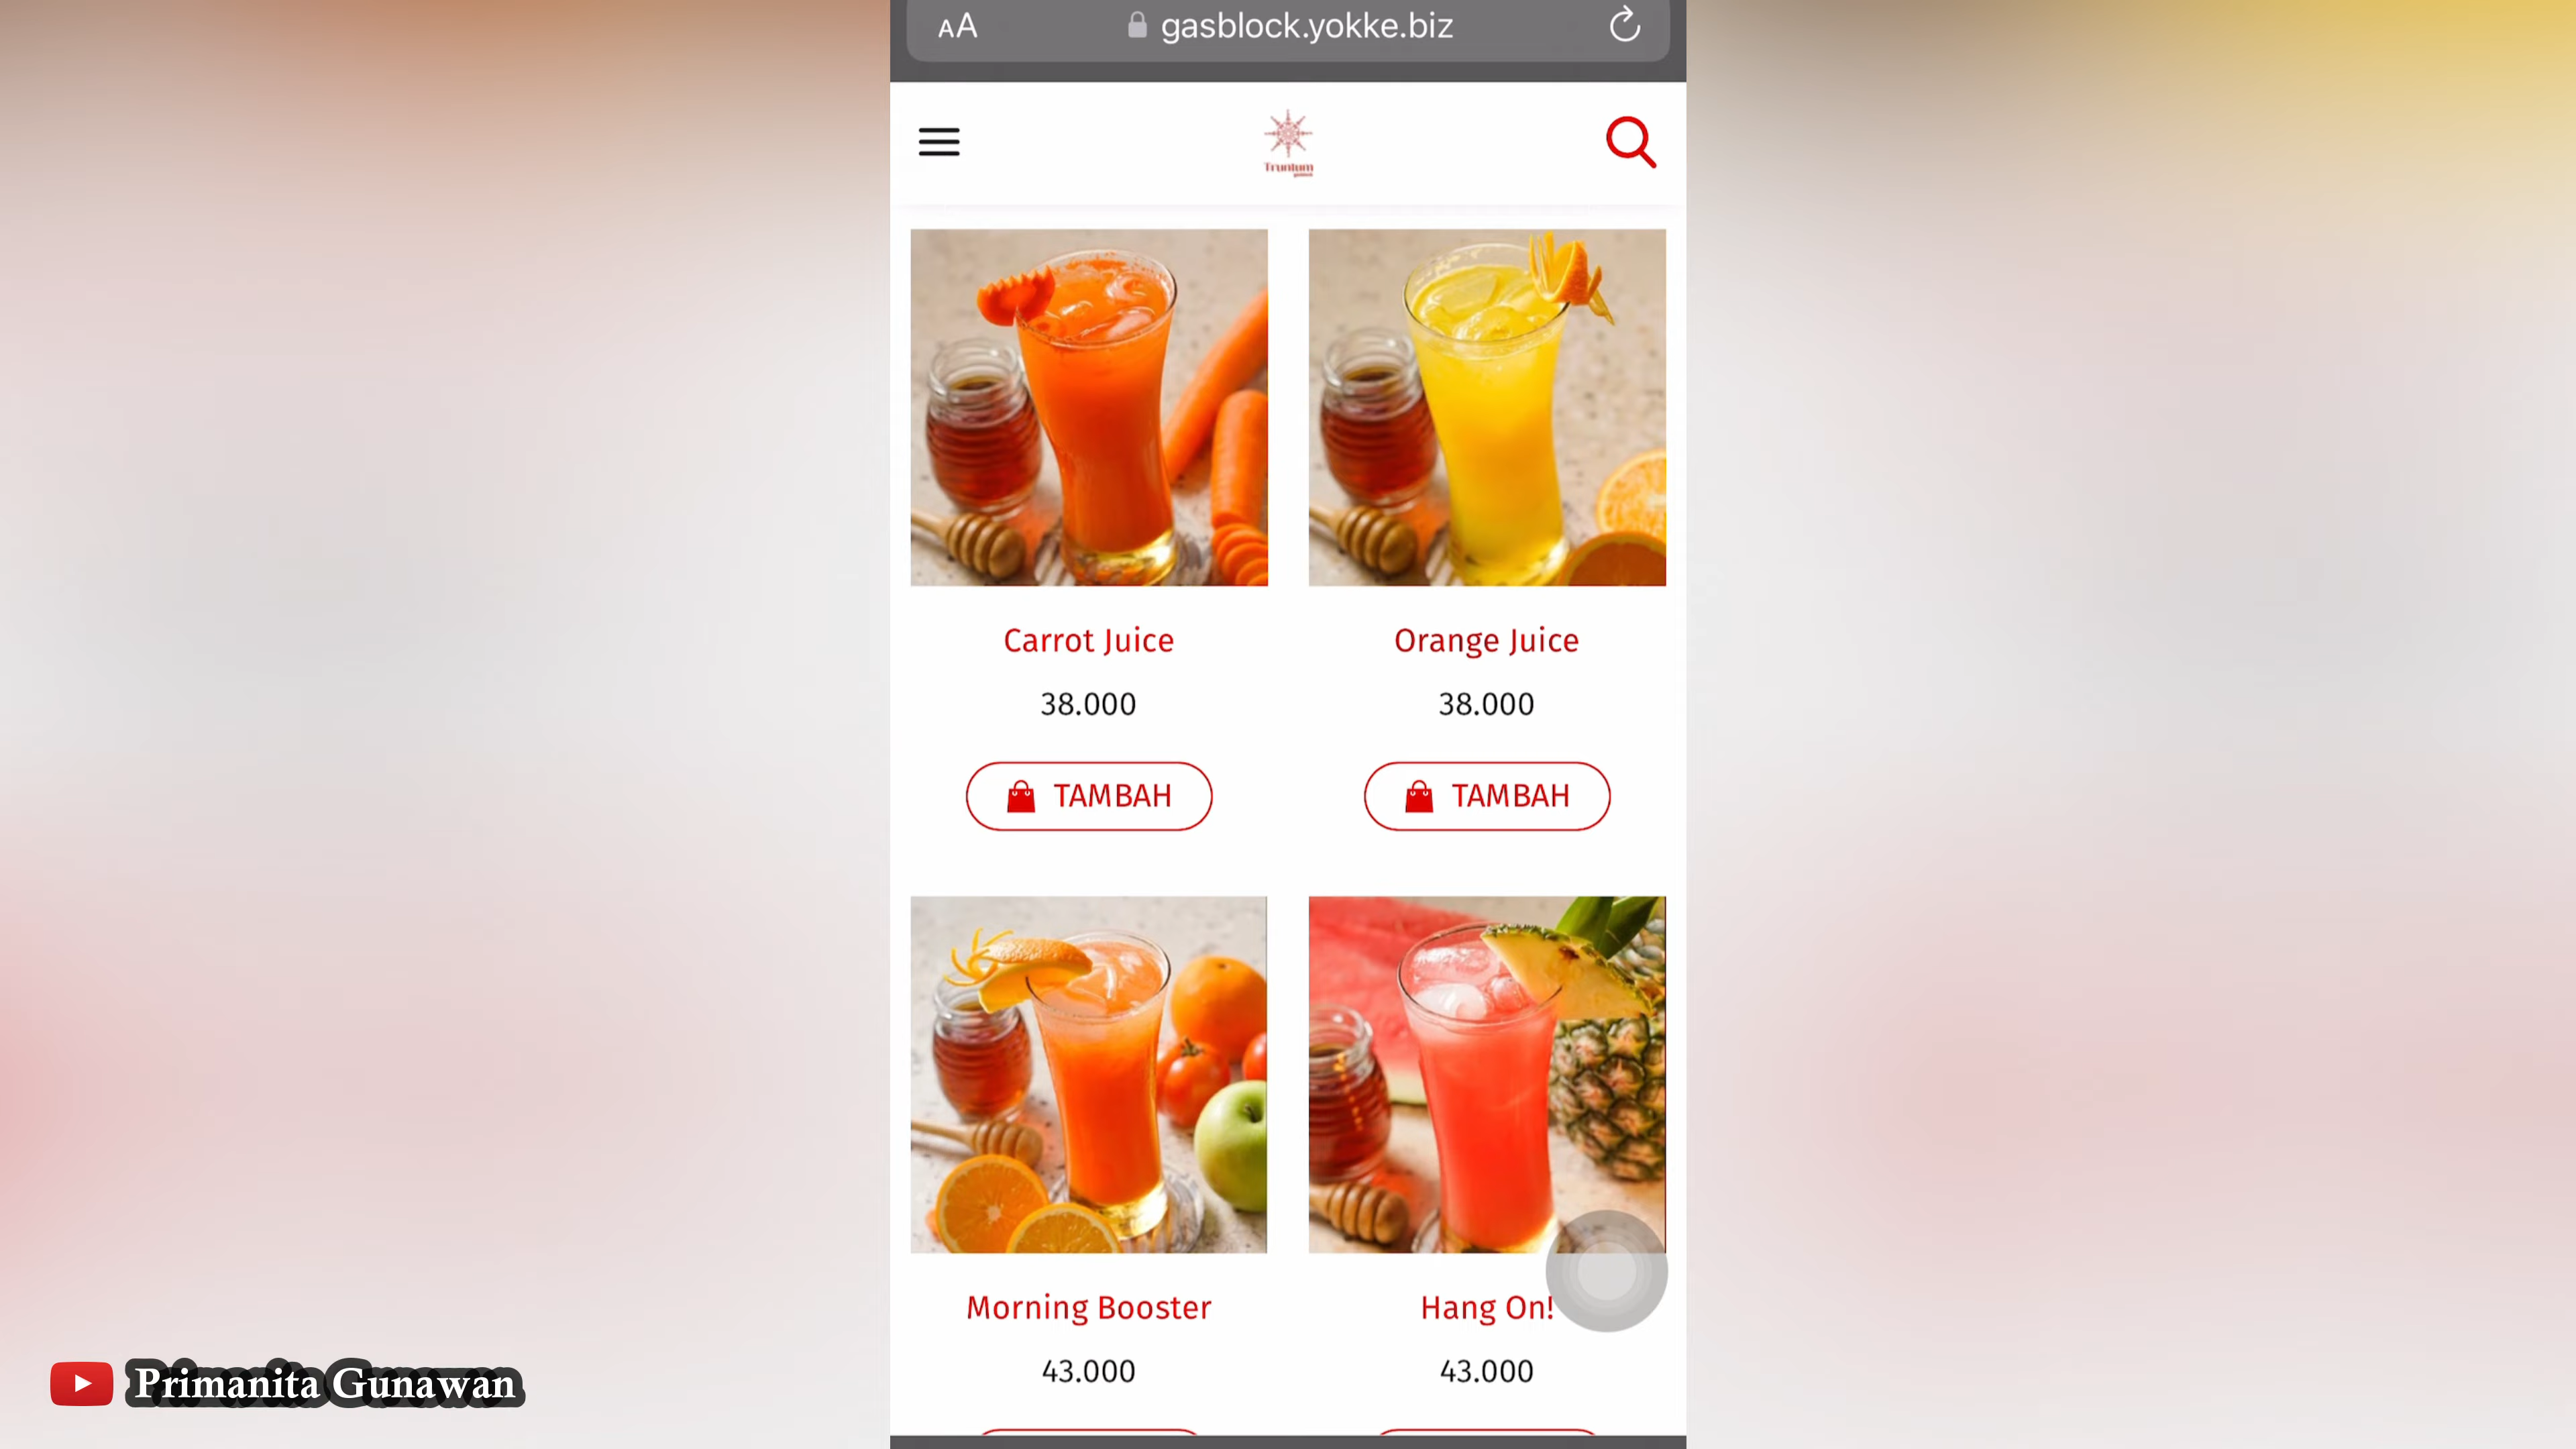 AA gasblock.yokke.biz
Truntum
Carrot Juice
38.000
TAMBAH
Orange Juice
38.000
TAMBAH
Morning Booster
43.000
Hang On!
43.000
Primanita Gunawan